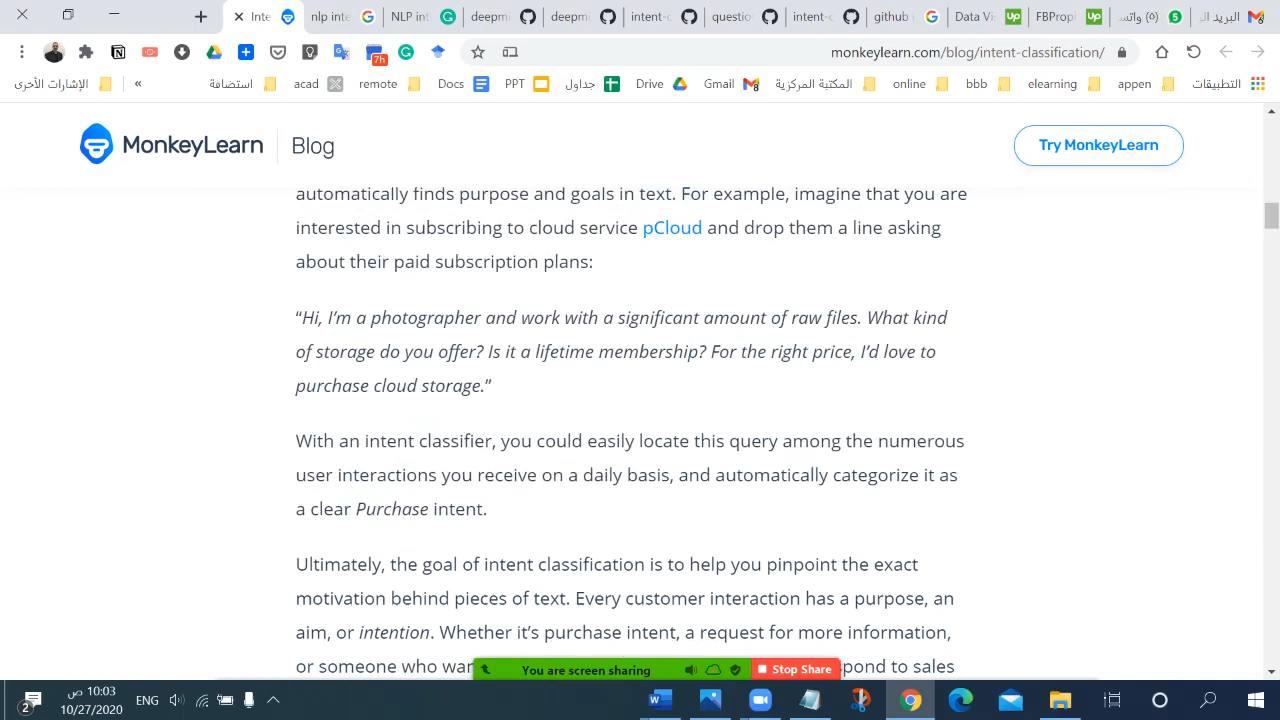 Inte
nlp inte
NLP int
deepm
deepm
intent-c
questi
intent-c
github
Data
FBProp
واتسـ (٥)
البريد الـ
monkeylearn.com/blog/intent-classification/
7h
الإشارات الأخرى
«
استضافة
acad
remote
Docs
PPT
جداول
Drive
Gmail
المكتبة المركزية
online
bbb
elearning
appen
التطبيقات
MonkeyLearn
Blog
Try MonkeyLearn
automatically finds purpose and goals in text. For example, imagine that you are
interested in subscribing to cloud service pCloud and drop them a line asking
about their paid subscription plans:
“Hi, I’m a photographer and work with a significant amount of raw files. What kind
of storage do you offer? Is it a lifetime membership? For the right price, I’d love to
purchase cloud storage.”
With an intent classifier, you could easily locate this query among the numerous
user interactions you receive on a daily basis, and automatically categorize it as
a clear Purchase intent.
Ultimately, the goal of intent classification is to help you pinpoint the exact
motivation behind pieces of text. Every customer interaction has a purpose, an
aim, or intention. Whether it’s purchase intent, a request for more information,
or someone who war
pond to sales
You are screen sharing
Stop Share
2
10:03 ص
10/27/2020
ENG